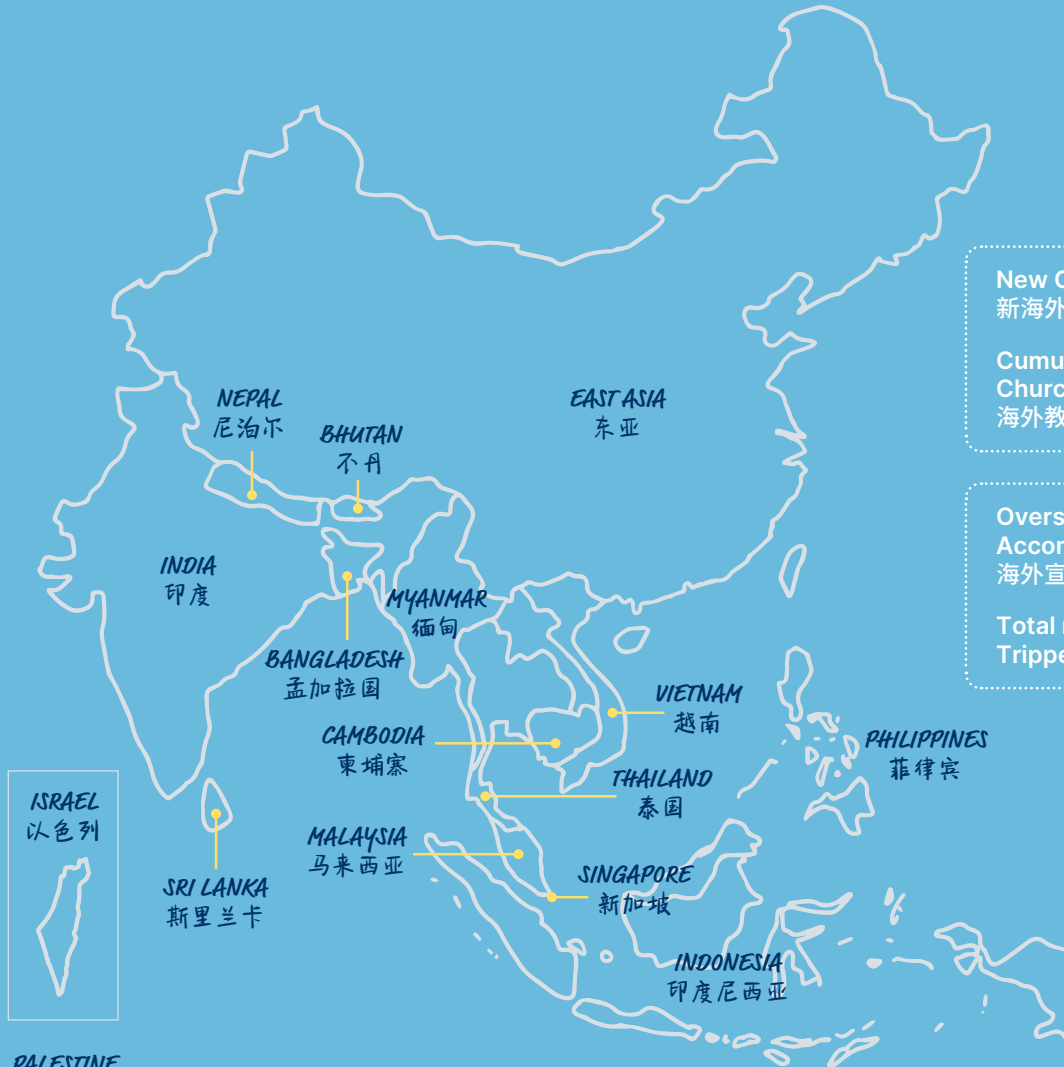 NEPAL
尼泊尔
BHUTAN
不丹
EAST ASIA
东亚
New
新海外
Cumu
Churc
海外教
Overs
Accor
海外宣
Total
Trippe
INDIA
印度
MYANMAR
缅甸
BANGLADESH
孟加拉国
VIETNAM
越南
CAMBODIA
柬埔寨
PHILIPPINES
菲律宾
THAILAND
泰国
ISRAEL
以色列
MALAYSIA
马来西亚
SINGAPORE
新加坡
SRI LANKA
斯里兰卡
INDONESIA
印度尼西亚
PALESTINE